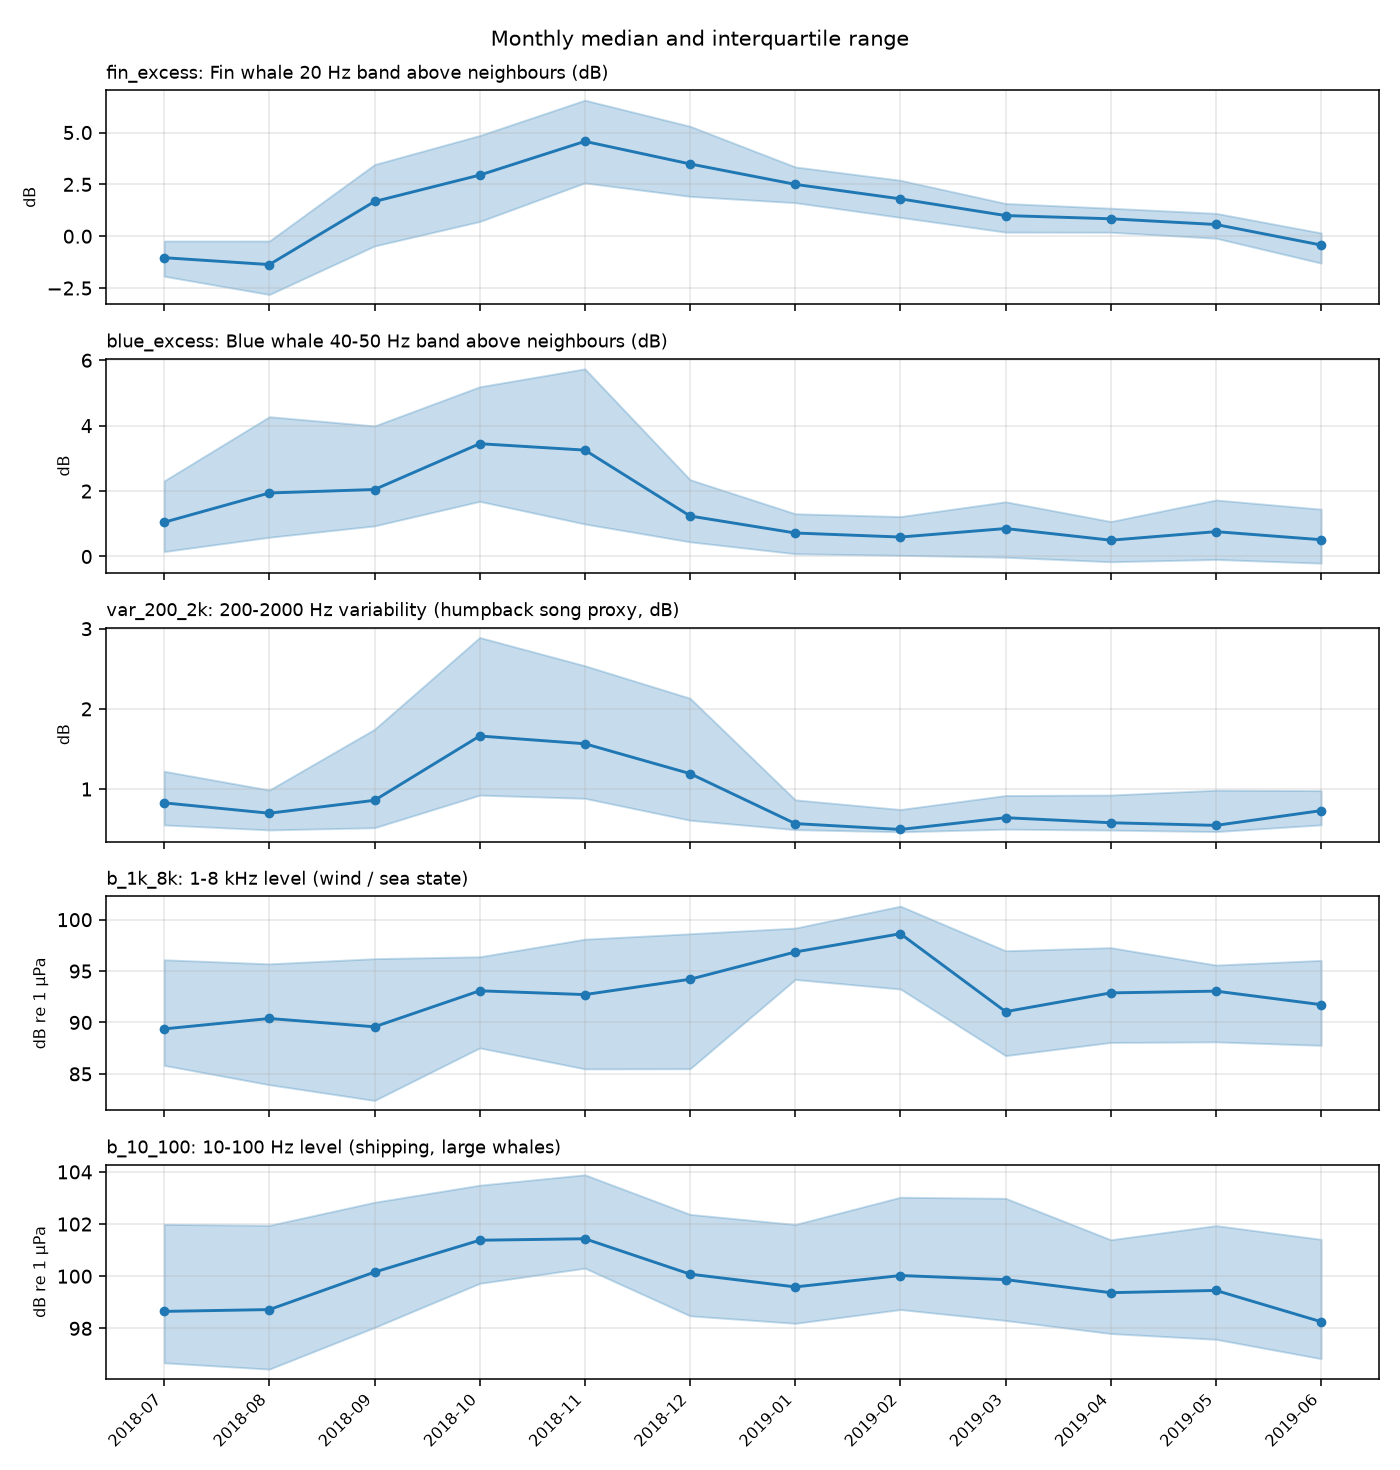 Monthly median and interquartile range
fin_excess: Fin whale 20 Hz band above neighbours (dB)
5.0
2.5
0.0
−2.5
dB
blue_excess: Blue whale 40-50 Hz band above neighbours (dB)
6
4
2
0
dB
var_200_2k: 200-2000 Hz variability (humpback song proxy, dB)
3
2
1
dB
b_1k_8k: 1-8 kHz level (wind / sea state)
100
95
90
85
dB re 1 µPa
b_10_100: 10-100 Hz level (shipping, large whales)
104
102
100
98
dB re 1 µPa
2018-07
2018-08
2018-09
2018-10
2018-11
2018-12
2019-01
2019-02
2019-03
2019-04
2019-05
2019-06